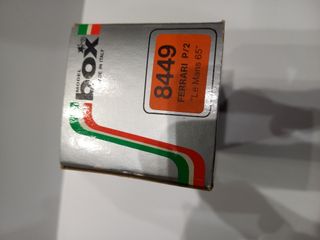 MODEL
box
MADE IN ITALY
8449
FERRARI P/2
"Le Mans 65"